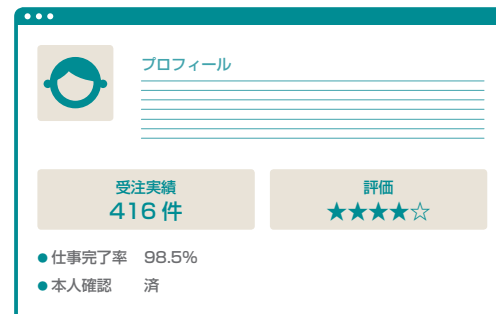 プロフィール
受注実績
416件
評価
★★★★☆
●仕事完了率 98.5%
●本人確認 済